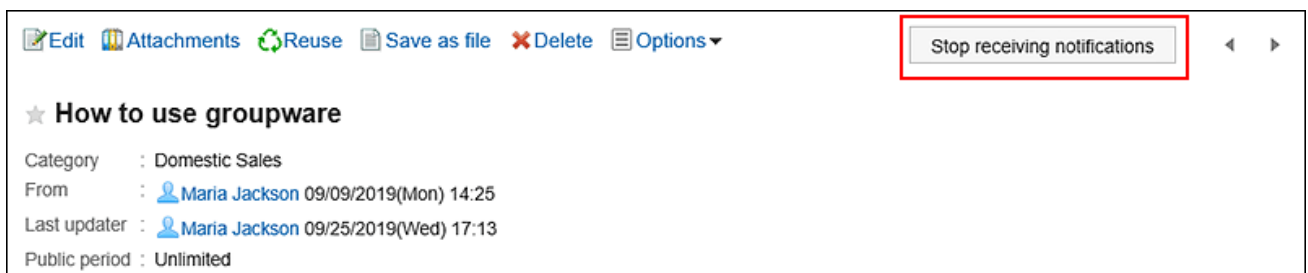 Edit Attachments Reuse Save as file Delete Options Stop receiving notifications
How to use groupware
Category : Domestic Sales
From : Maria Jackson 09/09/2019(Mon) 14:25
Last updater : Maria Jackson 09/25/2019(Wed) 17:13
Public period : Unlimited